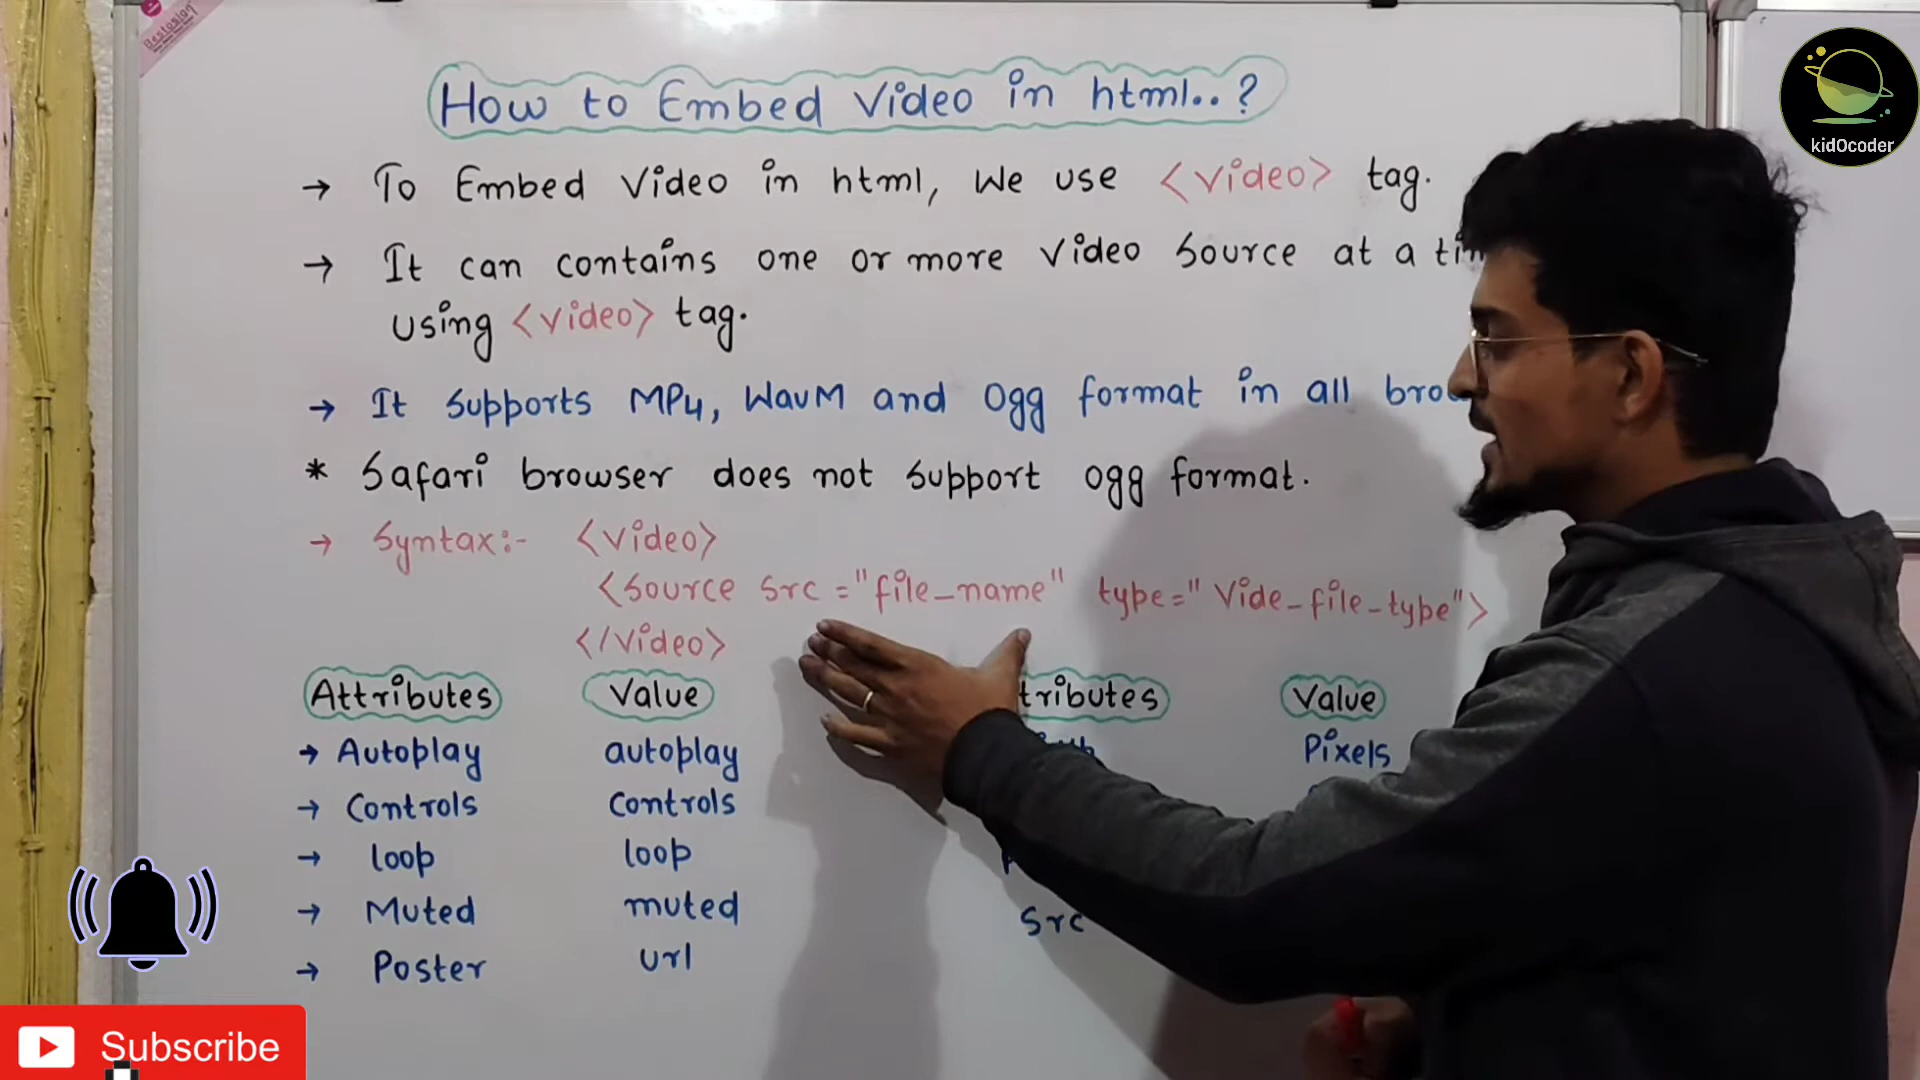 Bestosign
kidOcoder
How to Embed Video in html..?
→ To Embed Video in html, We use <video> tag.
→ It can contains one or more Video Source at a
using <video> tag.
→ It Supports MP4, WavM and Ogg format in all
* Safari browser does not Support ogg format.
→ Syntax:- <video>
<Source Src ="file_name" type="Vide_file_type">
</video>
Attributes Value tributes Value
→ Autoplay autoplay Pixels
→ Controls Controls
→ loop loop
→ Muted muted Src
→ Poster url
Subscribe